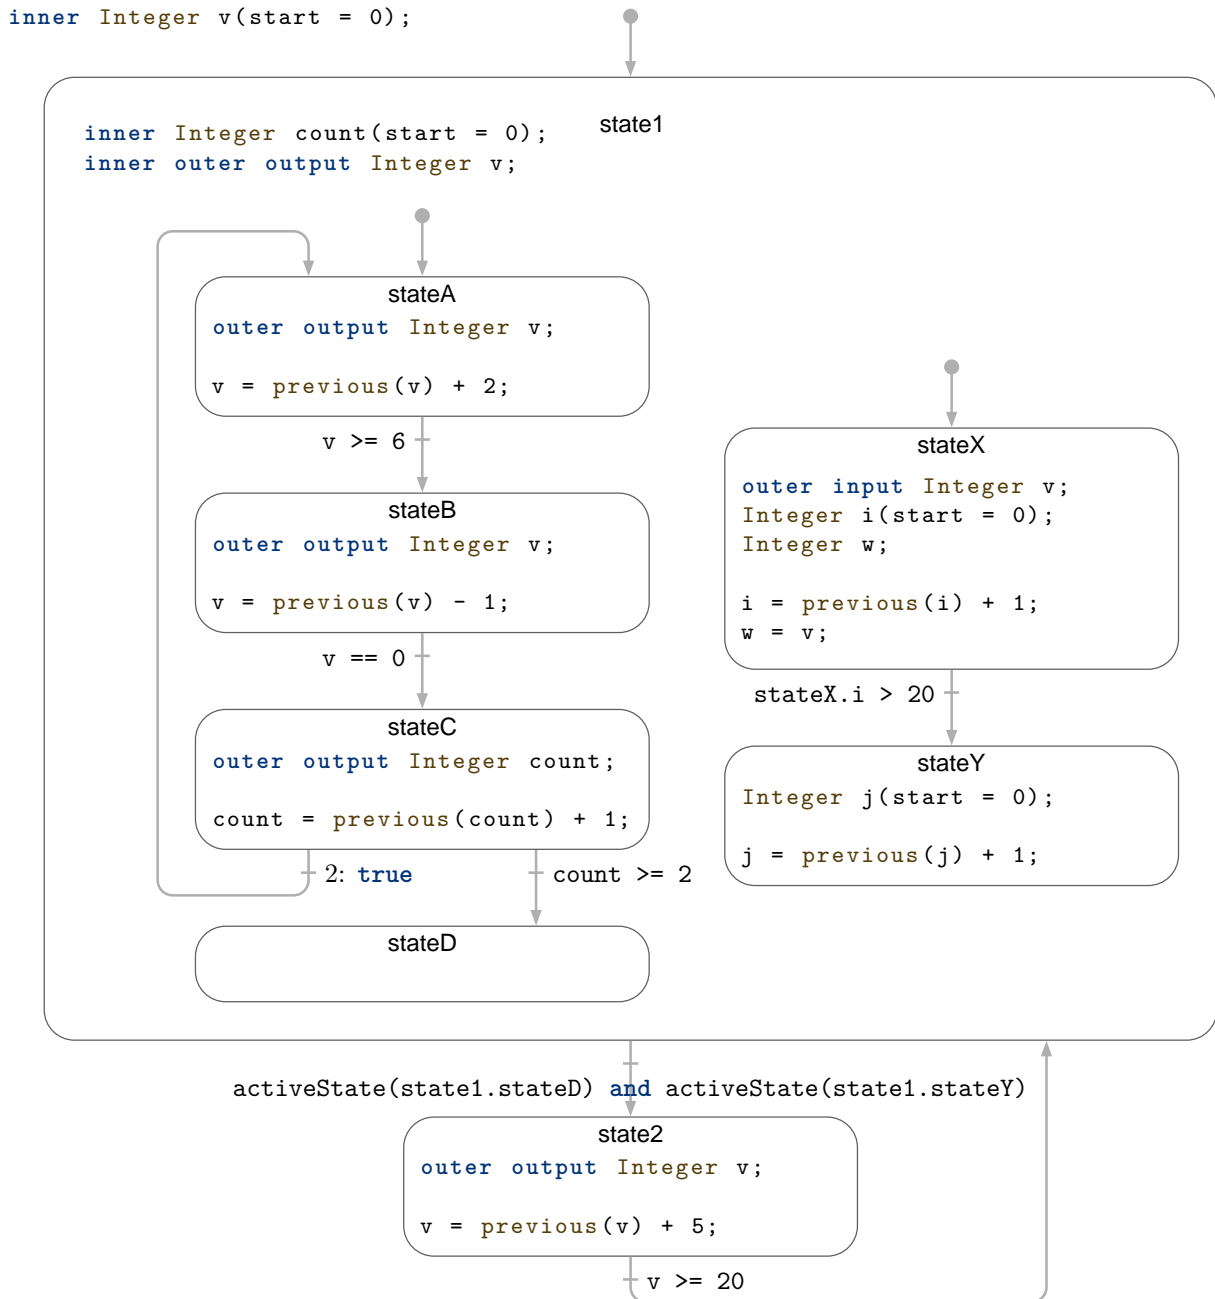 inner Integer v(start = 0);
state1
inner Integer count(start = 0);
inner outer output Integer v;
stateA
outer output Integer v;
v = previous(v) + 2;
v >= 6
stateB
outer output Integer v;
v = previous(v) - 1;
v == 0
stateC
outer output Integer count;
count = previous(count) + 1;
2: true
count >= 2
stateD
stateX
outer input Integer v;
Integer i(start = 0);
Integer w;
i = previous(i) + 1;
w = v;
stateX.i > 20
stateY
Integer j(start = 0);
j = previous(j) + 1;
activeState(state1.stateD) and activeState(state1.stateY)
state2
outer output Integer v;
v = previous(v) + 5;
v >= 20